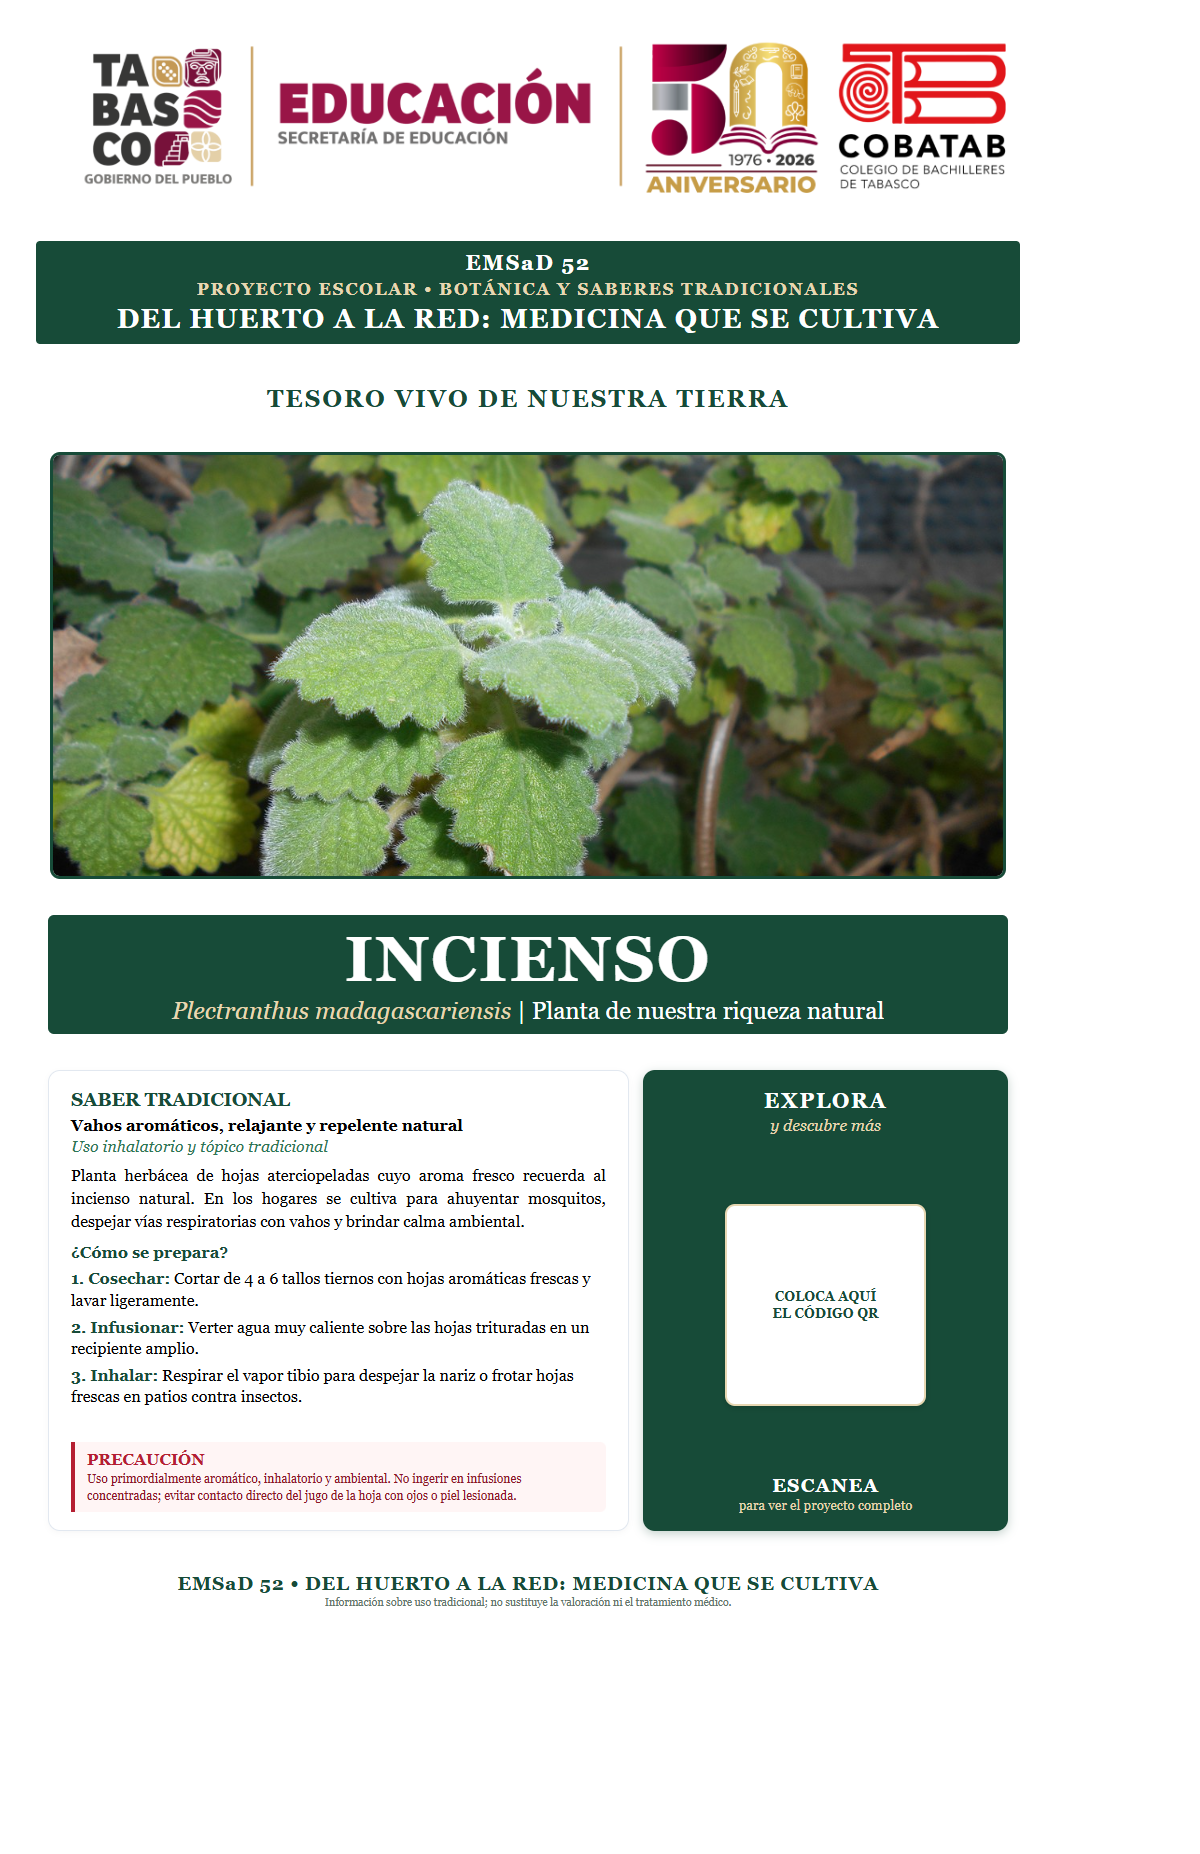 TA
BAS
CO
GOBIERNO DEL PUEBLO
EDUCACIÓN
SECRETARÍA DE EDUCACIÓN
50
1976 • 2026
ANIVERSARIO
COBATAB
COLEGIO DE BACHILLERES
DE TABASCO
EMSaD 52
PROYECTO ESCOLAR • BOTÁNICA Y SABERES TRADICIONALES
DEL HUERTO A LA RED: MEDICINA QUE SE CULTIVA
TESORO VIVO DE NUESTRA TIERRA
INCIENSO
Plectranthus madagascariensis | Planta de nuestra riqueza natural
SABER TRADICIONAL
Vahos aromáticos, relajante y repelente natural
Uso inhalatorio y tópico tradicional
Planta herbácea de hojas aterciopeladas cuyo aroma fresco recuerda al
incienso natural. En los hogares se cultiva para ahuyentar mosquitos,
despejar vías respiratorias con vahos y brindar calma ambiental.
¿Cómo se prepara?
1. Cosechar: Cortar de 4 a 6 tallos tiernos con hojas aromáticas frescas y
lavar ligeramente.
2. Infusionar: Verter agua muy caliente sobre las hojas trituradas en un
recipiente amplio.
3. Inhalar: Respirar el vapor tibio para despejar la nariz o frotar hojas
frescas en patios contra insectos.
PRECAUCIÓN
Uso primordialmente aromático, inhalatorio y ambiental. No ingerir en infusiones
concentradas; evitar contacto directo del jugo de la hoja con ojos o piel lesionada.
EXPLORA
y descubre más
COLOCA AQUÍ
EL CÓDIGO QR
ESCANEA
para ver el proyecto completo
EMSaD 52 • DEL HUERTO A LA RED: MEDICINA QUE SE CULTIVA
Información sobre uso tradicional; no sustituye la valoración ni el tratamiento médico.